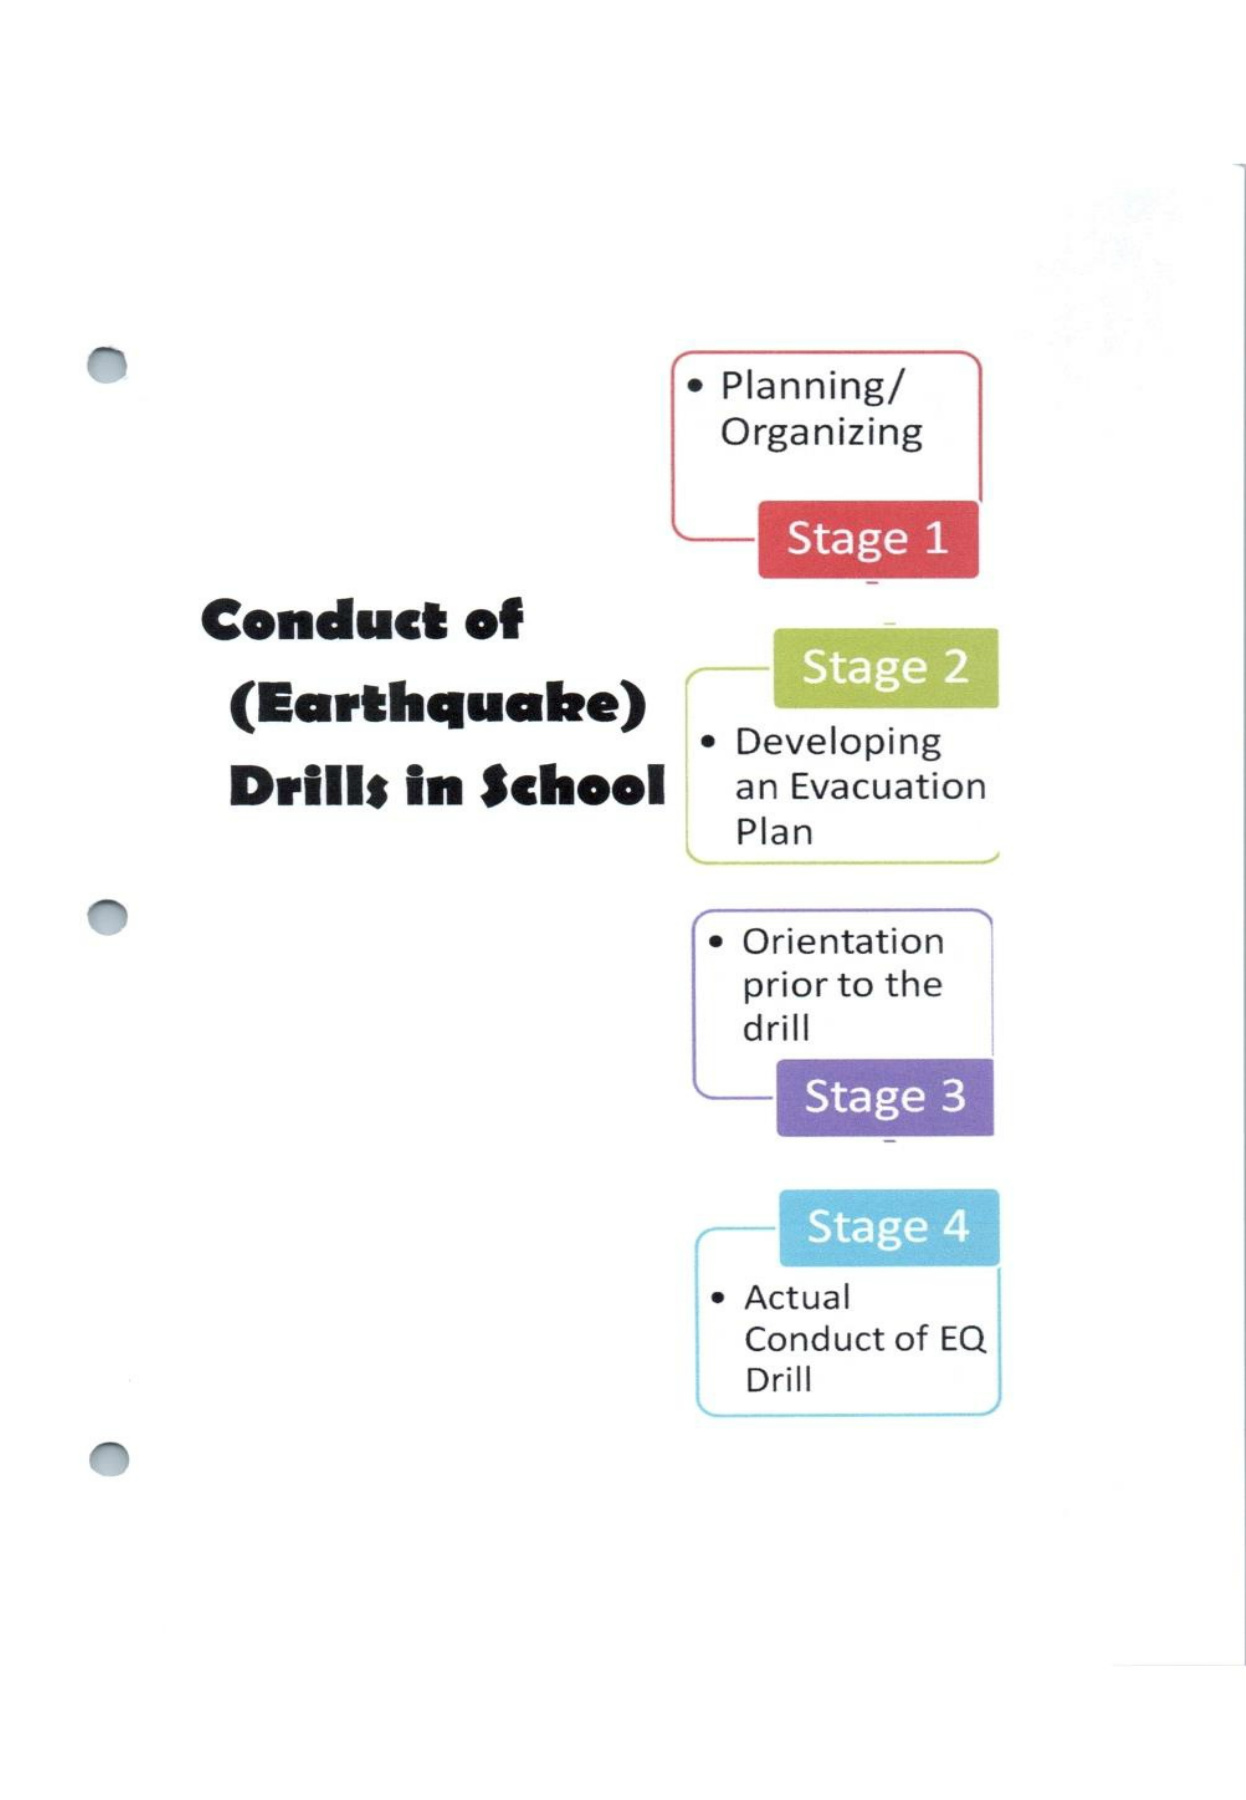 Conduct of
(Earthquake)
Drills in School
• Planning/
Organizing
Stage 1
Stage 2
• Developing
an Evacuation
Plan
• Orientation
prior to the
drill
Stage 3
Stage 4
• Actual
Conduct of EQ
Drill